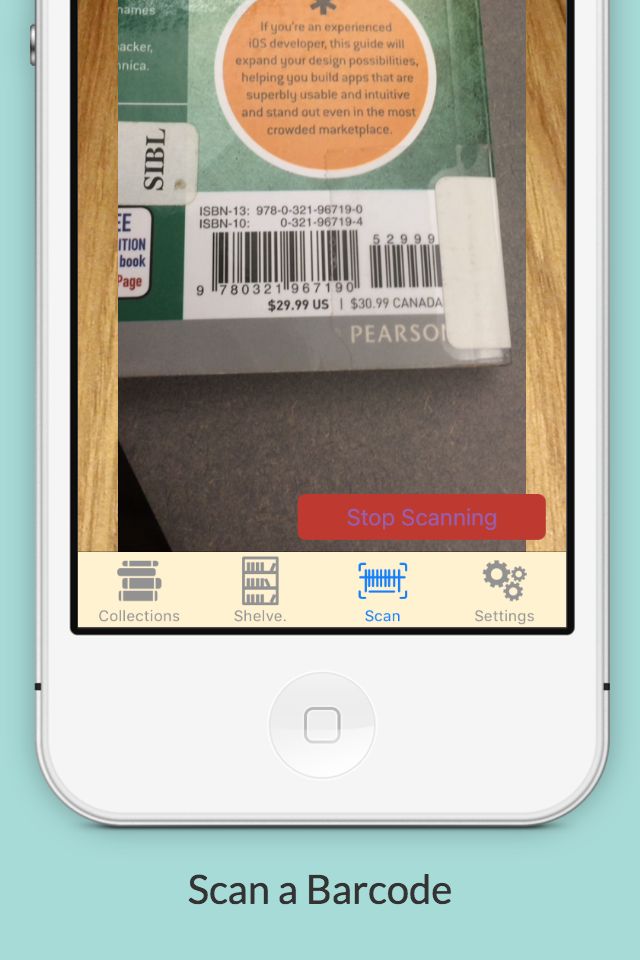 names
If you're an experienced
iOS developer, this guide will
expand your design possibilities,
helping you build apps that are
superbly usable and intuitive
and stand out even in the most
crowded marketplace.
acker,
nnica.
SIBL
EE
ITION
book
Page
ISBN-13: 978-0-321-96719-0
ISBN-10: 0-321-96719-4
52999
9 780321 967190
$29.99 US | $30.99 CANADA
PEARSON
Stop Scanning
Collections
Shelve.
Scan
Settings
Scan a Barcode